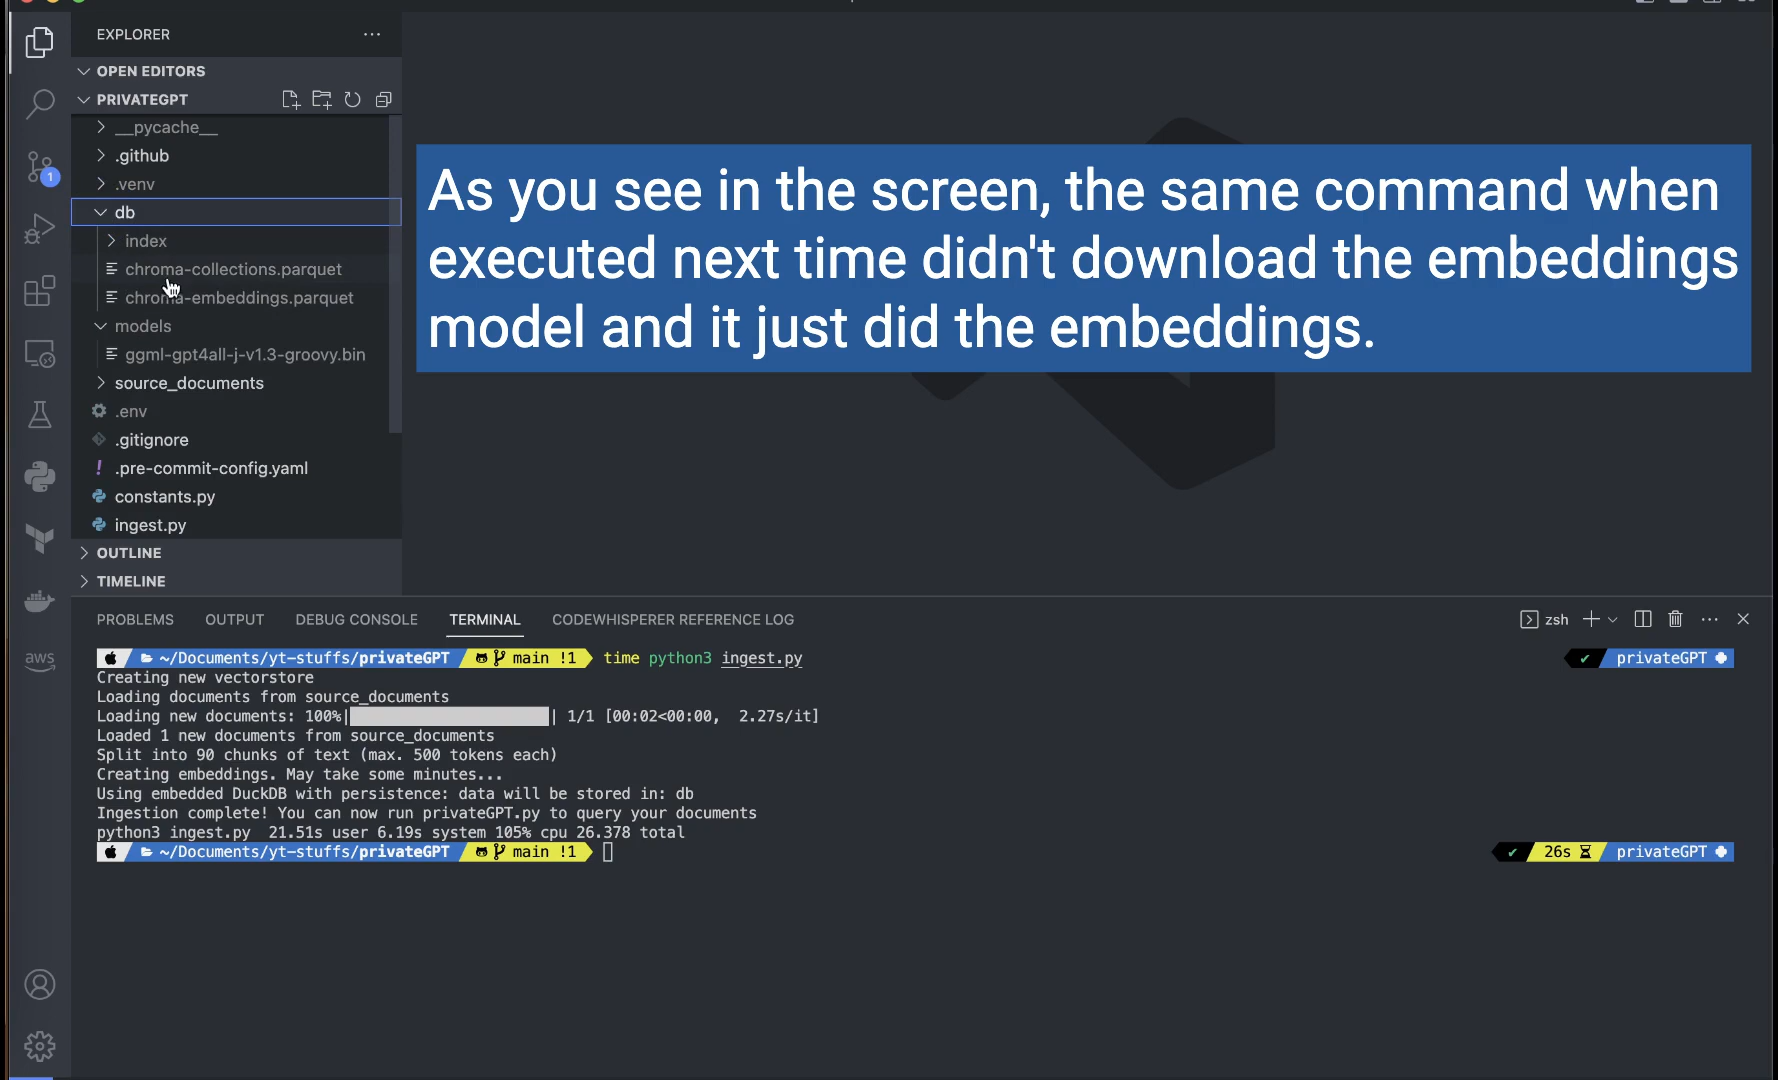 EXPLORER
OPEN EDITORS
PRIVATEGPT
__pycache__
.github
.venv
db
index
chroma-collections.parquet
chroma-embeddings.parquet
models
ggml-gpt4all-j-v1.3-groovy.bin
source_documents
.env
.gitignore
.pre-commit-config.yaml
constants.py
ingest.py
OUTLINE
TIMELINE
1
aws
As you see in the screen, the same command when
executed next time didn't download the embeddings
model and it just did the embeddings.
PROBLEMS OUTPUT DEBUG CONSOLE TERMINAL CODEWHISPERER REFERENCE LOG zsh
~/Documents/yt-stuffs/privateGPT main !1 time python3 ingest.py ✔ privateGPT
Creating new vectorstore
Loading documents from source_documents
Loading new documents: 100%| | 1/1 [00:02<00:00, 2.27s/it]
Loaded 1 new documents from source_documents
Split into 90 chunks of text (max. 500 tokens each)
Creating embeddings. May take some minutes...
Using embedded DuckDB with persistence: data will be stored in: db
Ingestion complete! You can now run privateGPT.py to query your documents
python3 ingest.py 21.51s user 6.19s system 105% cpu 26.378 total
~/Documents/yt-stuffs/privateGPT main !1 ✔ 26s privateGPT